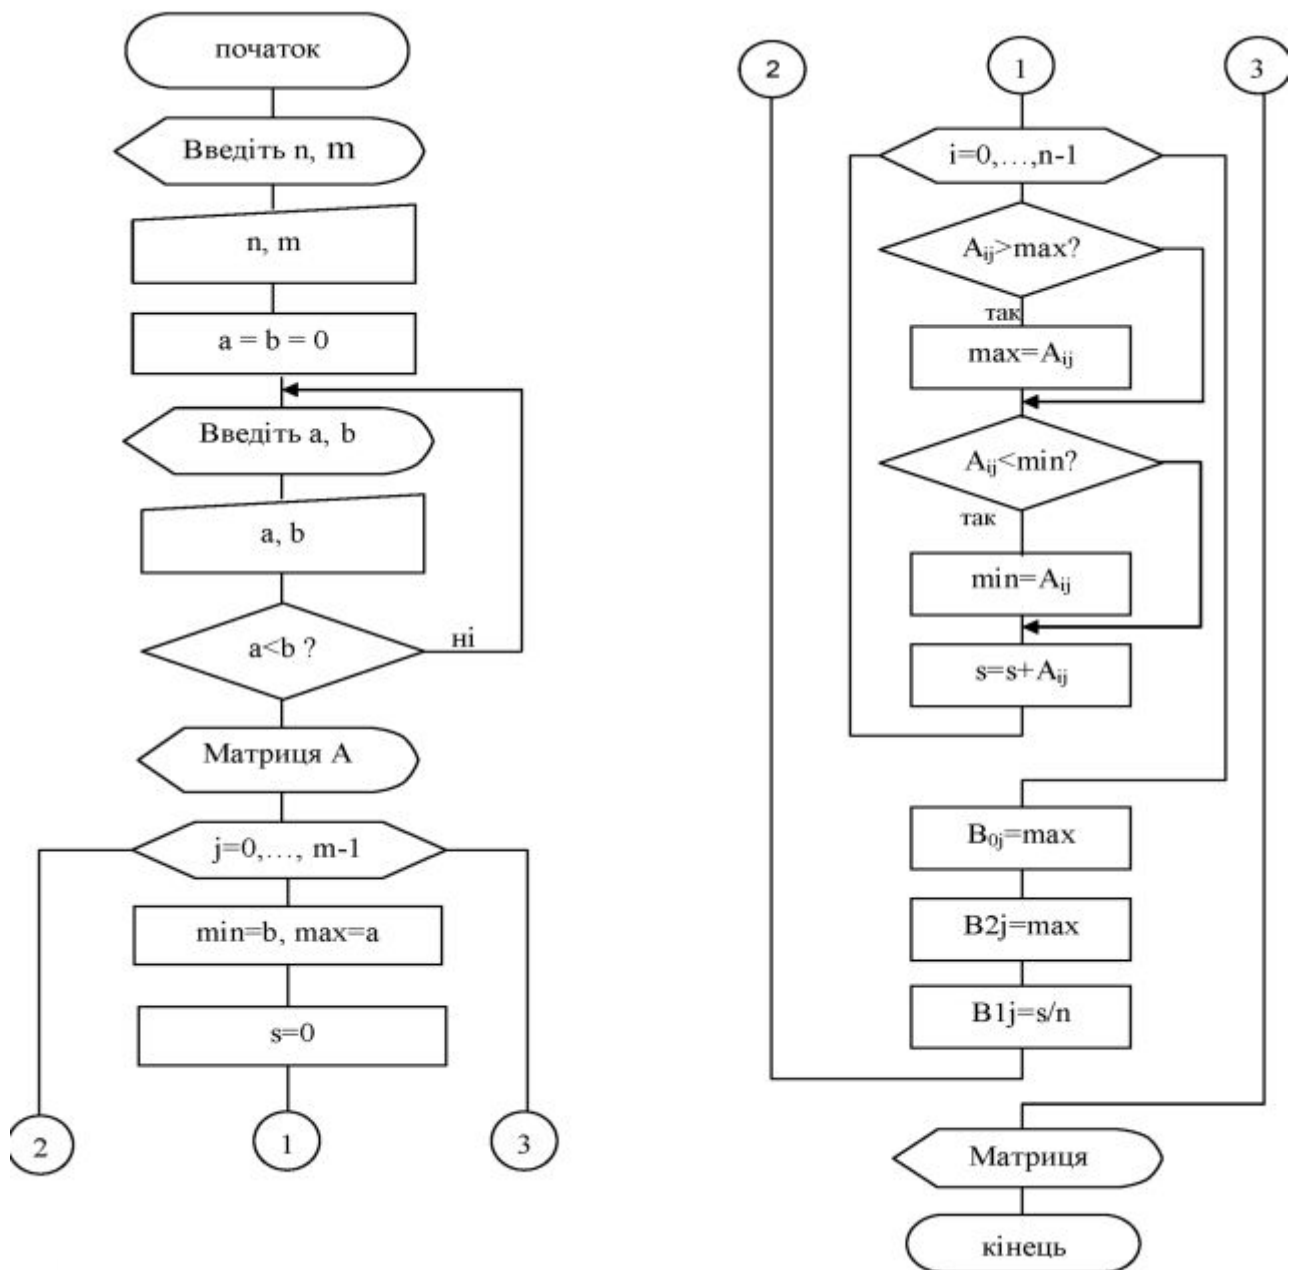 початок
Введіть n, m
n, m
a = b = 0
Введіть a, b
a, b
a<b ?
ні
Матриця A
j=0,..., m-1
min=b, max=a
s=0
2
1
3
2
1
3
i=0,...,n-1
Aij>max?
так
max=Aij
Aij<min?
так
min=Aij
s=s+Aij
B0j=max
B2j=max
B1j=s/n
Матриця
кінець